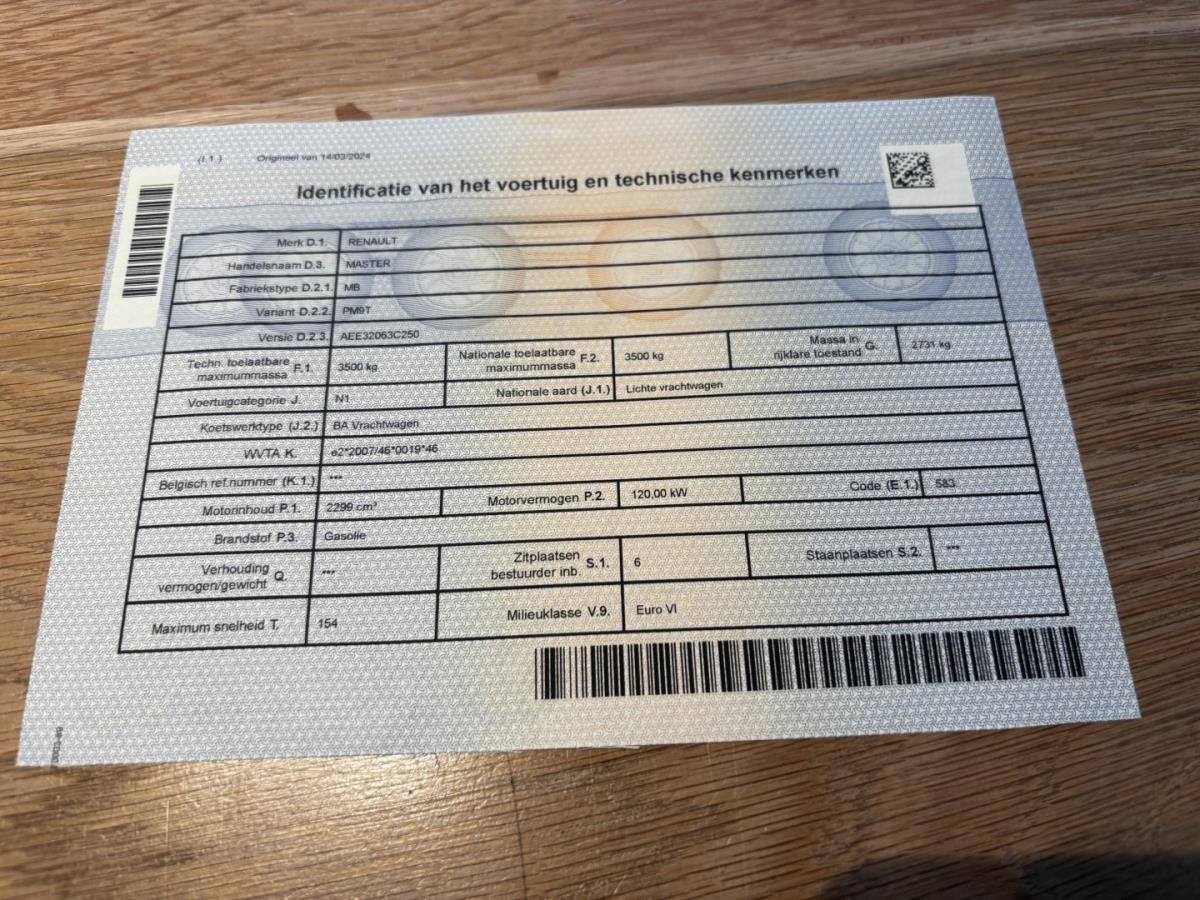 (I.1.) Origineel van 14/03/2024
Identificatie van het voertuig en technische kenmerken
Merk D.1. RENAULT
Handelsnaam D.3. MASTER
Fabriekstype D.2.1. MB
Variant D.2.2. PM9T
Versie D.2.3. AEE32063C250
Techn. toelaatbare maximummassa F.1. 3500 kg Nationale toelaatbare maximummassa F.2. 3500 kg Massa in rijklare toestand G. 2731 kg
Voertuigcategorie J. N1 Nationale aard (J.1.) Lichte vrachtwagen
Koetswerktype (J.2.) BA Vrachtwagen
WVTA K. e2*2007/46*0019*46
Belgisch ref.nummer (K.1.) ***
Motorinhoud P.1. 2299 cm³ Motorvermogen P.2. 120,00 kW Code (E.1.) 583
Brandstof P.3. Gasolie
Verhouding vermogen/gewicht Q. *** Zitplaatsen bestuurder inb. S.1. 6 Staanplaatsen S.2. ***
Maximum snelheid T. 154 Milieuklasse V.9. Euro VI